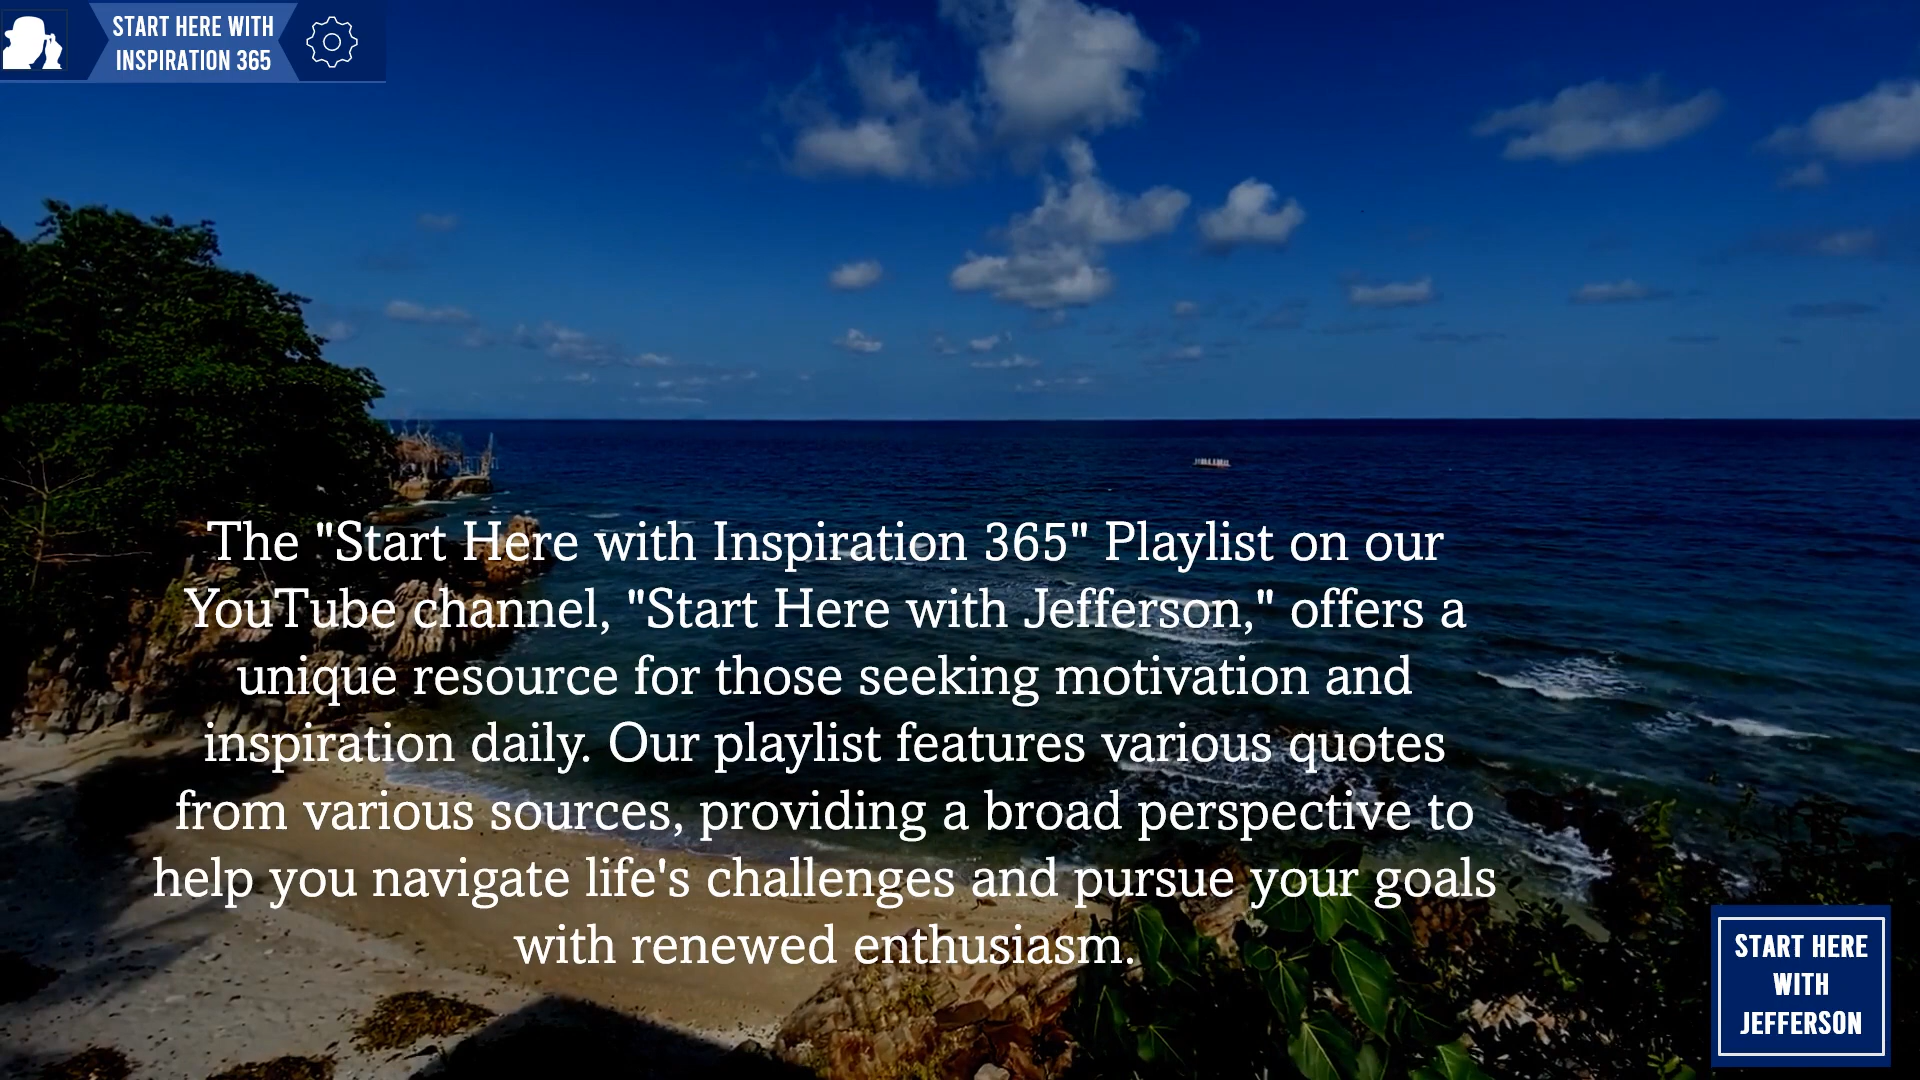 START HERE WITH
INSPIRATION 365
The "Start Here with Inspiration 365" Playlist on our
YouTube channel, "Start Here with Jefferson," offers a
unique resource for those seeking motivation and
inspiration daily. Our playlist features various quotes
from various sources, providing a broad perspective to
help you navigate life's challenges and pursue your goals
with renewed enthusiasm.
START HERE
WITH
JEFFERSON